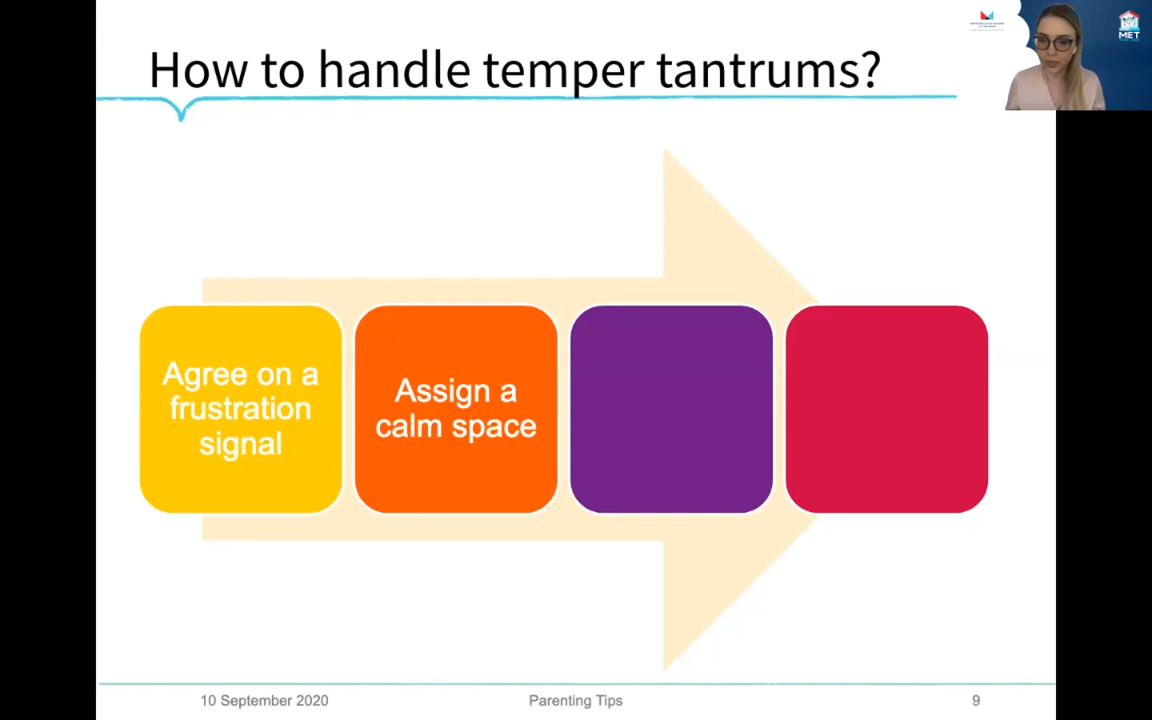 How to handle temper tantrums?
MET
Agree on a
frustration
signal
Assign a
calm space
10 September 2020
Parenting Tips
9